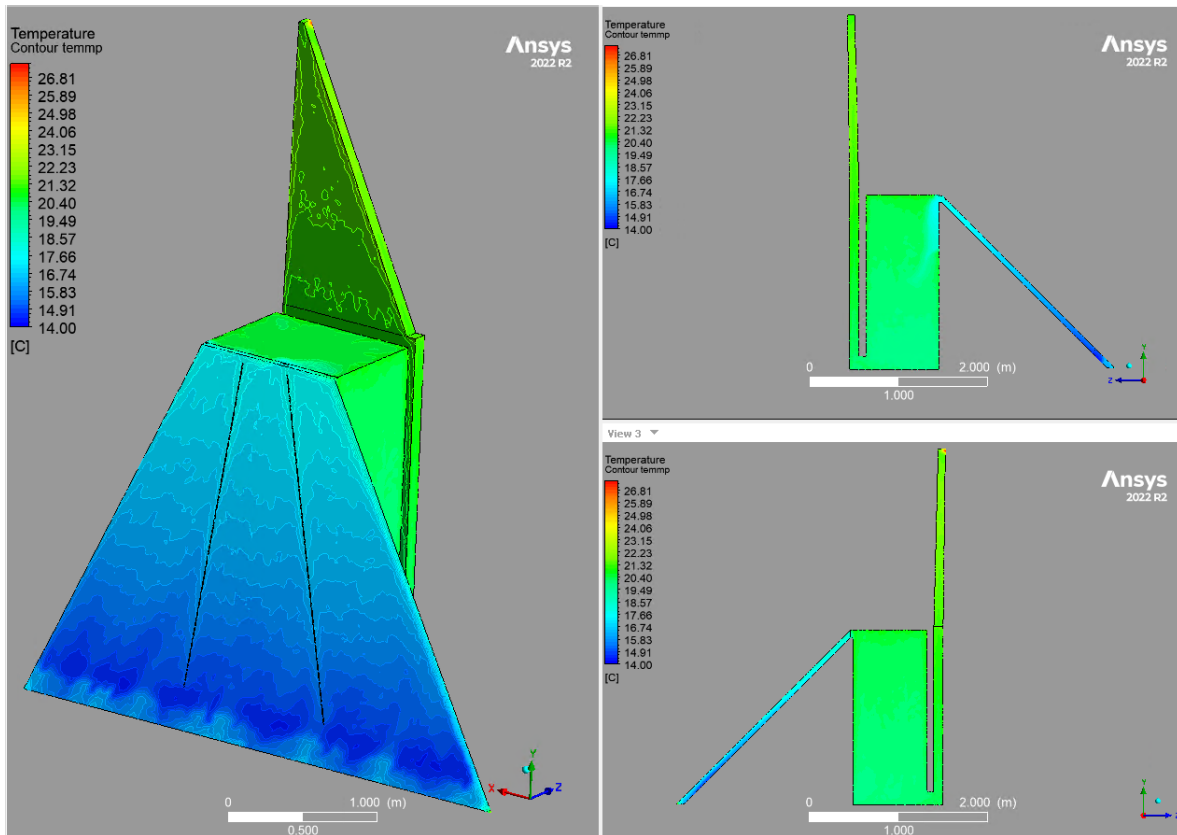 Temperature
Contour temmp
26.81
25.89
24.98
24.06
23.15
22.23
21.32
20.40
19.49
18.57
17.66
16.74
15.83
14.91
14.00
[C]
Ansys
2022 R2
0
1.000
(m)
0.500
X
Y
Z
Temperature
Contour temmp
26.81
25.89
24.98
24.06
23.15
22.23
21.32
20.40
19.49
18.57
17.66
16.74
15.83
14.91
14.00
[C]
Ansys
2022 R2
0
2.000
(m)
1.000
Y
Z
View 3
Temperature
Contour temmp
26.81
25.89
24.98
24.06
23.15
22.23
21.32
20.40
19.49
18.57
17.66
16.74
15.83
14.91
14.00
[C]
Ansys
2022 R2
0
2.000
(m)
1.000
Y
Z